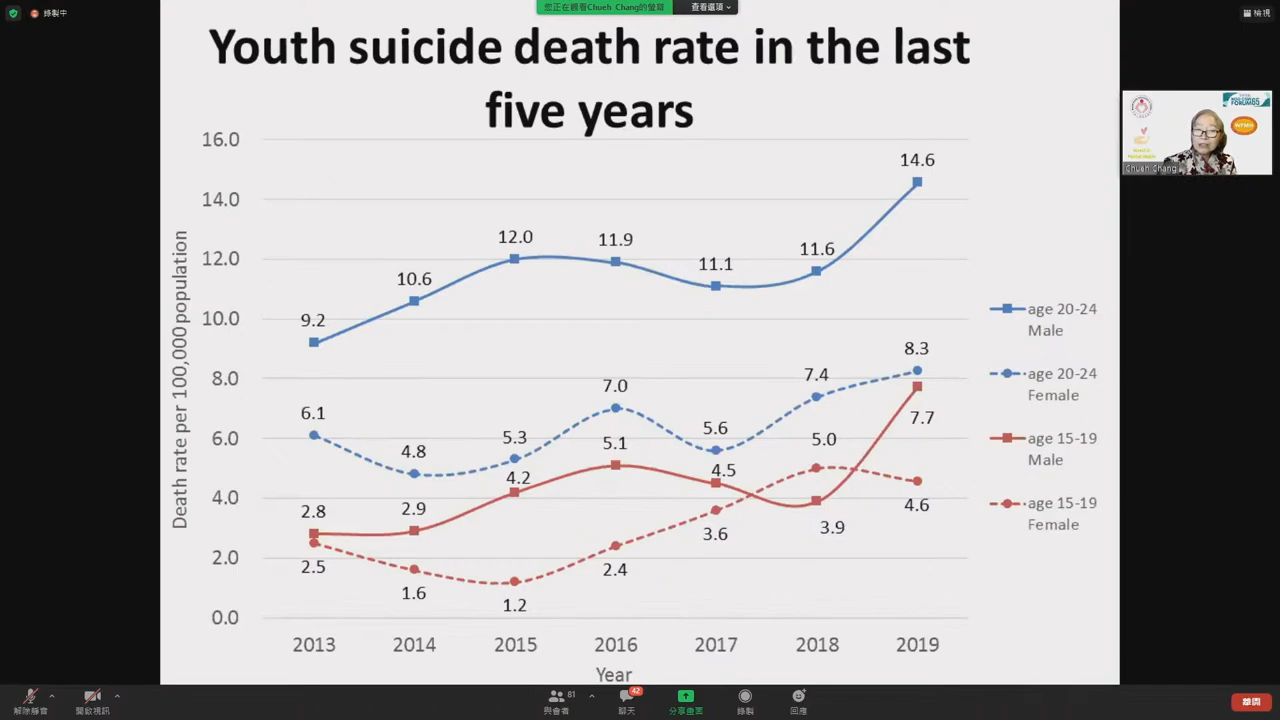 錄製中
您正在觀看Chueh Chang的螢幕
查看選項
檢視
Youth suicide death rate in the last
five years
Death rate per 100,000 population
16.0
14.0
12.0
10.0
8.0
6.0
4.0
2.0
0.0
9.2
10.6
12.0
11.9
11.1
11.6
14.6
6.1
4.8
5.3
7.0
5.6
7.4
8.3
2.8
2.9
4.2
5.1
4.5
3.9
7.7
2.5
1.6
1.2
2.4
3.6
5.0
4.6
2013
2014
2015
2016
2017
2018
2019
Year
age 20-24
Male
age 20-24
Female
age 15-19
Male
age 15-19
Female
FORUM65
WFMH
Chueh Chang
解除靜音
開啟視訊
81
與會者
42
聊天
分享畫面
錄製
回應
離開